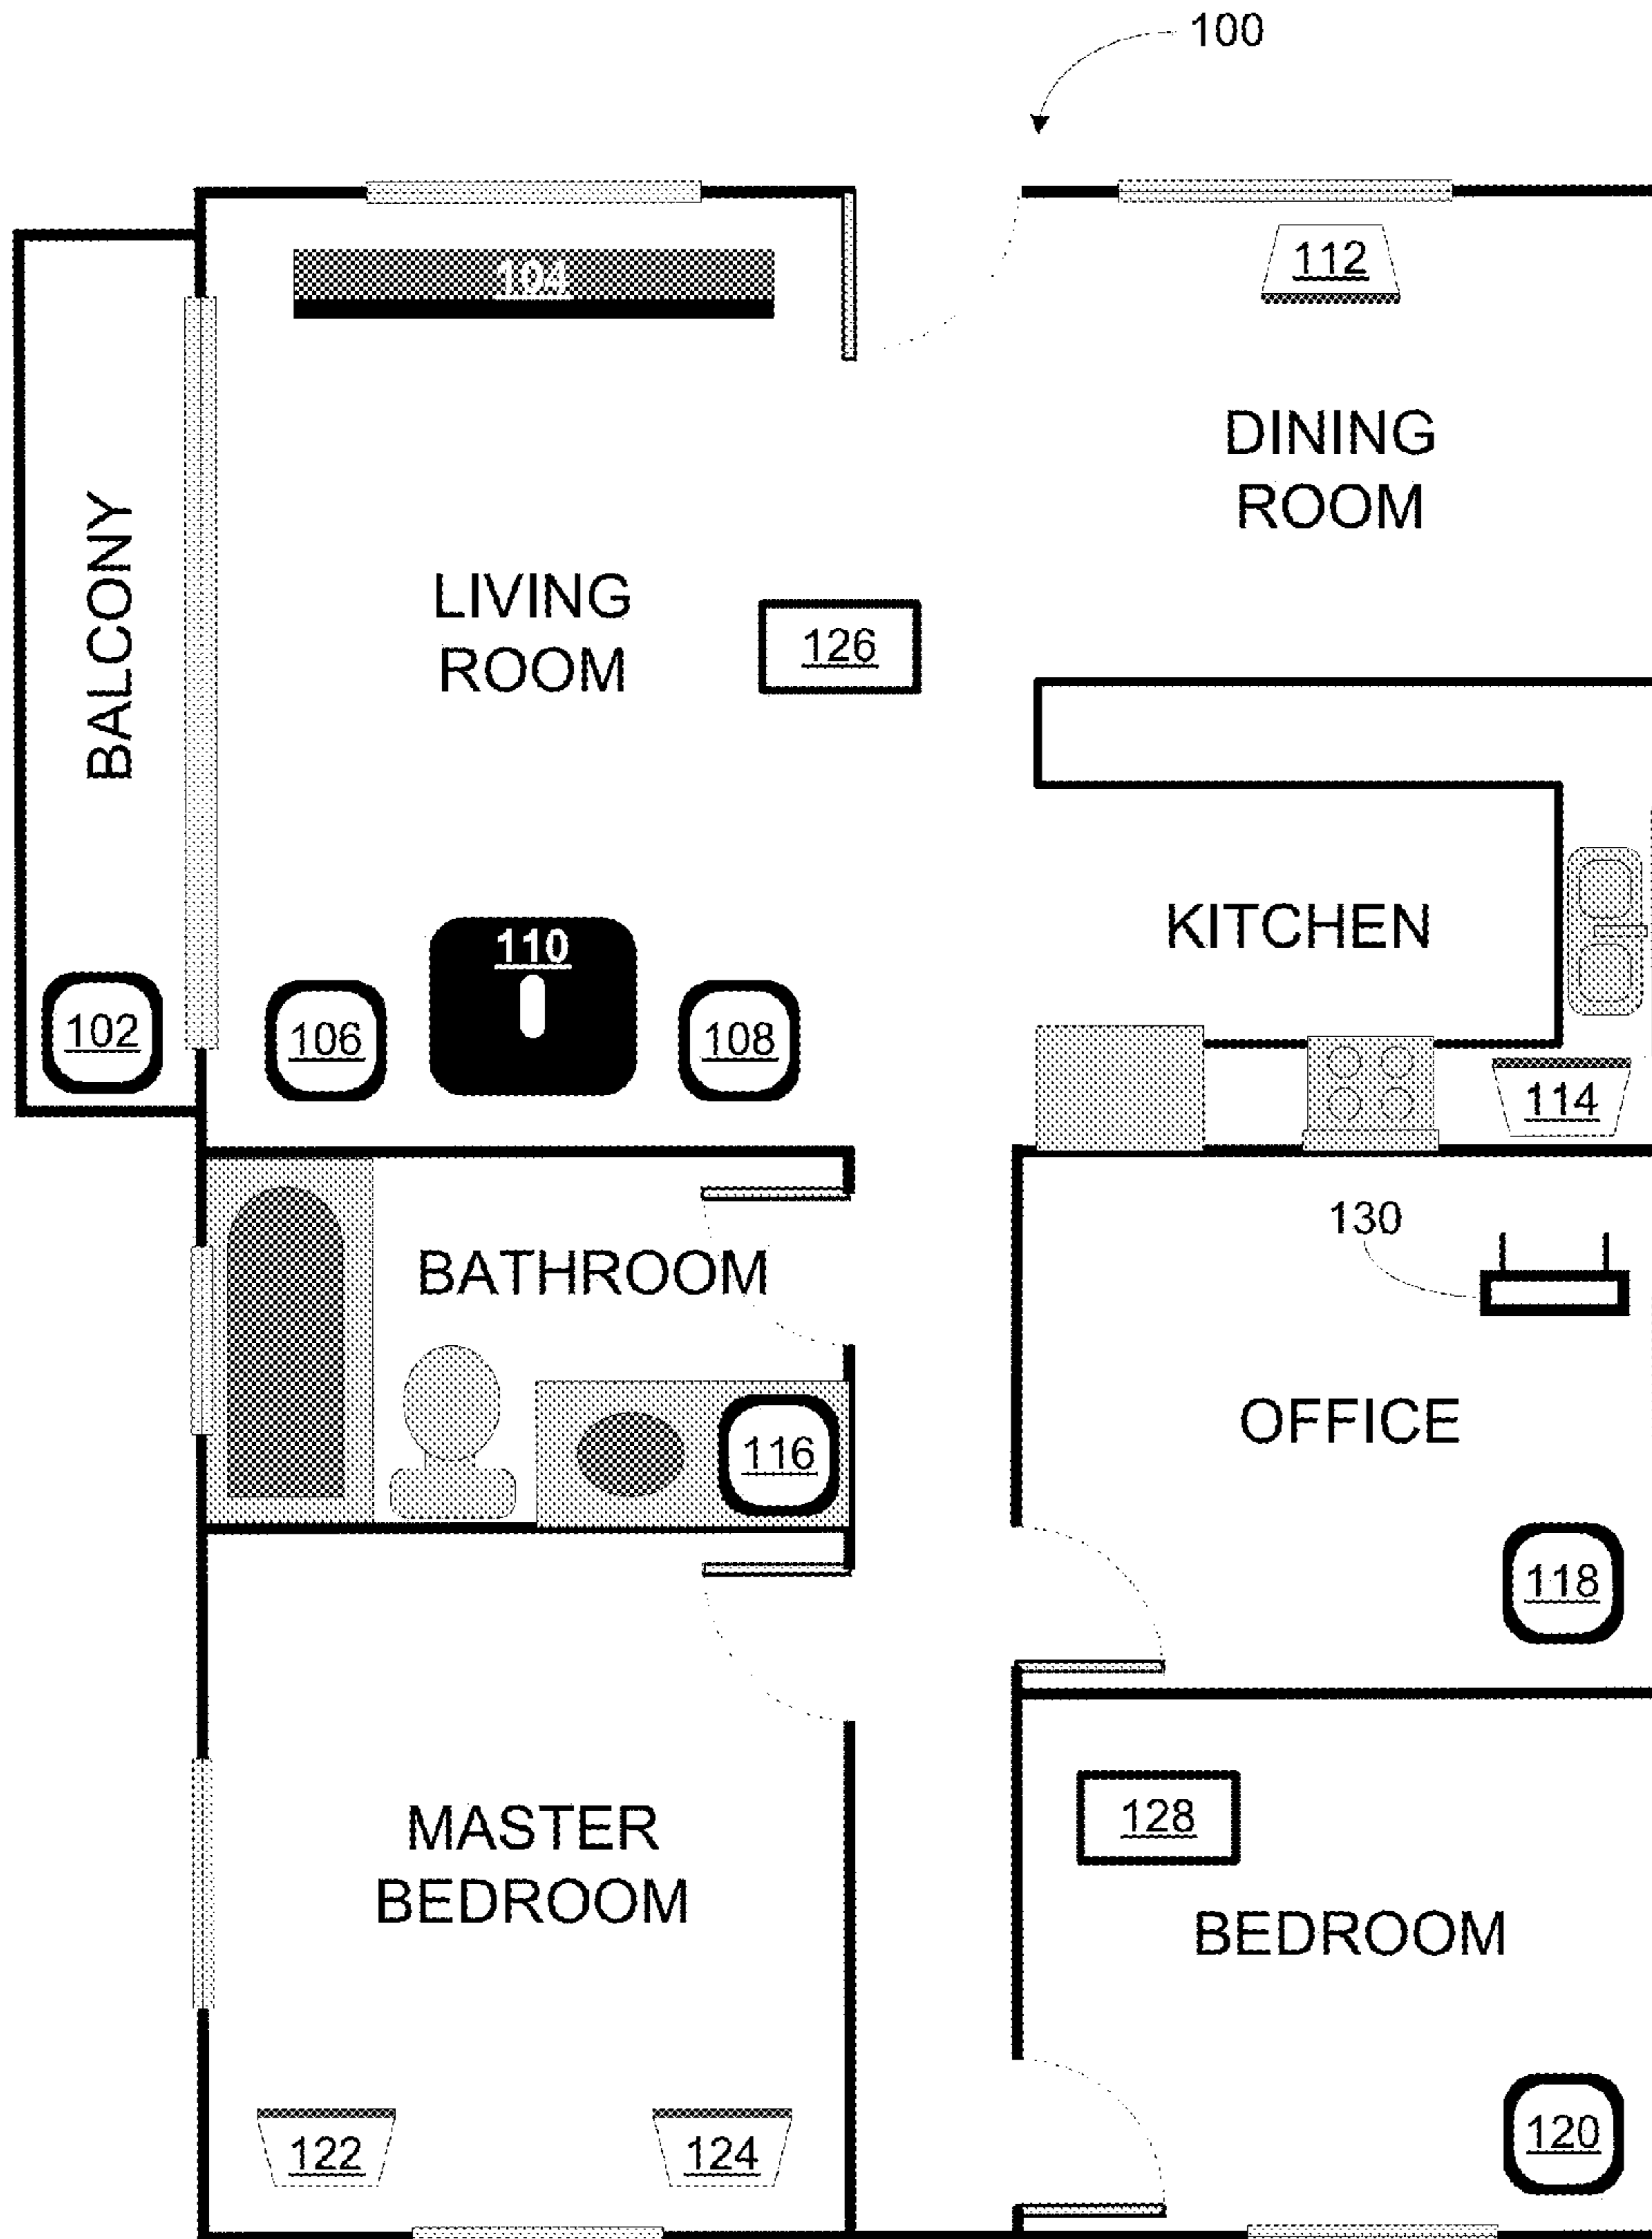 100
104
112
DINING
ROOM
BALCONY
LIVING
ROOM
126
KITCHEN
110
102
106
108
114
130
BATHROOM
OFFICE
116
118
MASTER
BEDROOM
128
BEDROOM
122
124
120